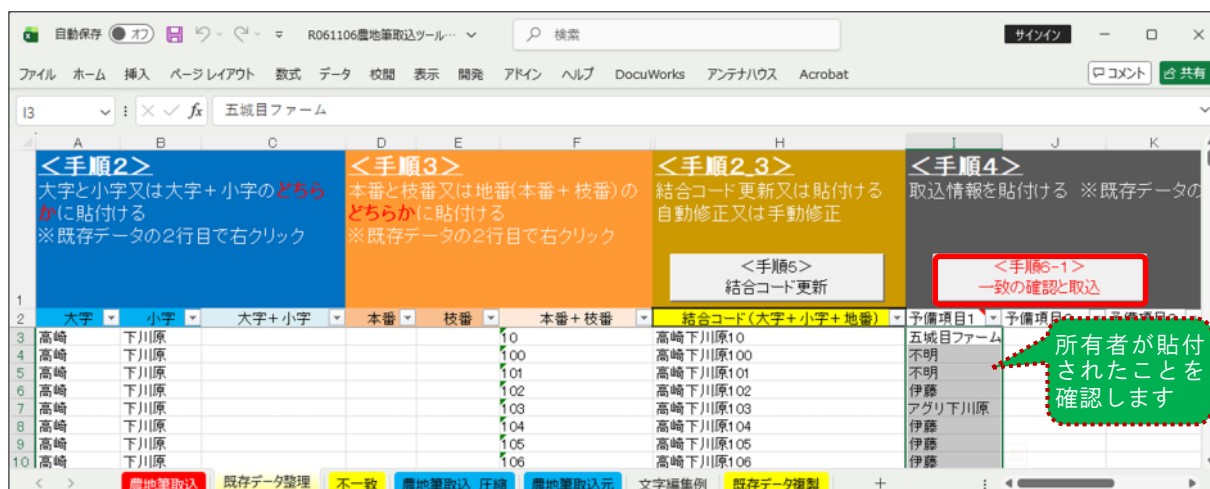 自動保存 オフ R061106農地筆取込ツール… 検索 サインイン
ファイル ホーム 挿入 ページ レイアウト 数式 データ 校閲 表示 開発 アドイン ヘルプ DocuWorks アンテナハウス Acrobat コメント 共有
I3 fx 五城目ファーム
A B C D E F H I J K
<手順2> <手順3> <手順2_3> <手順4>
大字と小字又は大字+小字のどちら 本番と枝番又は地番(本番+枝番)の 結合コード更新又は貼付ける 取込情報を貼付ける ※既存データの
かに貼付ける どちらかに貼付ける 自動修正又は手動修正
※既存データの2行目で右クリック ※既存データの2行目で右クリック
<手順5> <手順6-1>
結合コード更新 一致の確認と取込
1
2 大字 小字 大字+小字 本番 枝番 本番+枝番 結合コード(大字+小字+地番) 予備項目1 予備項目
3 高崎 下川原 10 高崎下川原10 五城目ファーム
4 高崎 下川原 100 高崎下川原100 不明
5 高崎 下川原 101 高崎下川原101 不明
6 高崎 下川原 102 高崎下川原102 伊藤
7 高崎 下川原 103 高崎下川原103 アグリ下川原
8 高崎 下川原 104 高崎下川原104 伊藤
9 高崎 下川原 105 高崎下川原105 伊藤
10 高崎 下川原 106 高崎下川原106 伊藤
所有者が貼付
されたことを
確認します
農地筆取込 既存データ整理 不一致 農地筆取込_圧縮 農地筆取込元 文字編集例 既存データ複製